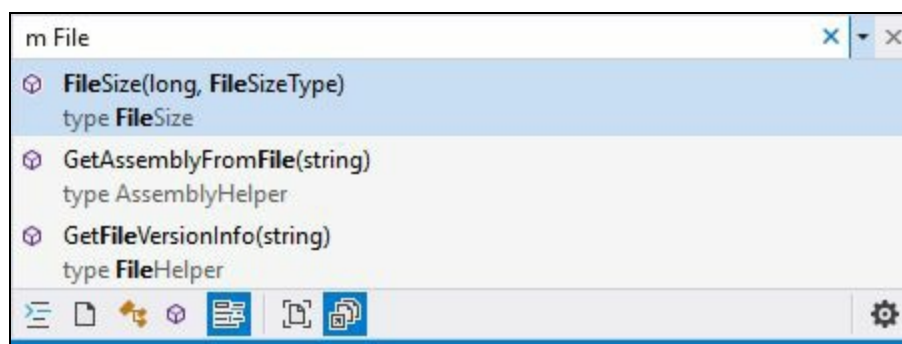 m File
FileSize(long, FileSizeType)
type FileSize
GetAssemblyFromFile(string)
type AssemblyHelper
GetFileVersionInfo(string)
type FileHelper